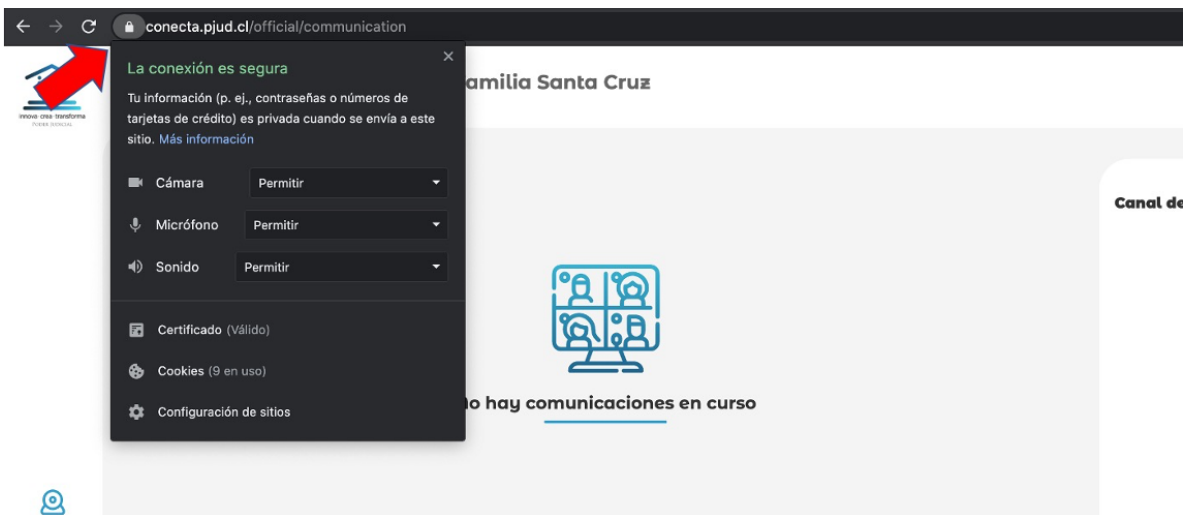 conecta.pjud.cl/official/communication
La conexión es segura
Tu información (p. ej., contraseñas o números de
tarjetas de crédito) es privada cuando se envía a este
sitio. Más información
Cámara Permitir
Micrófono Permitir
Sonido Permitir
Certificado (Válido)
Cookies (9 en uso)
Configuración de sitios
innova crea transforma
PODER JUDICIAL
amilia Santa Cruz
o hay comunicaciones en curso
Canal de